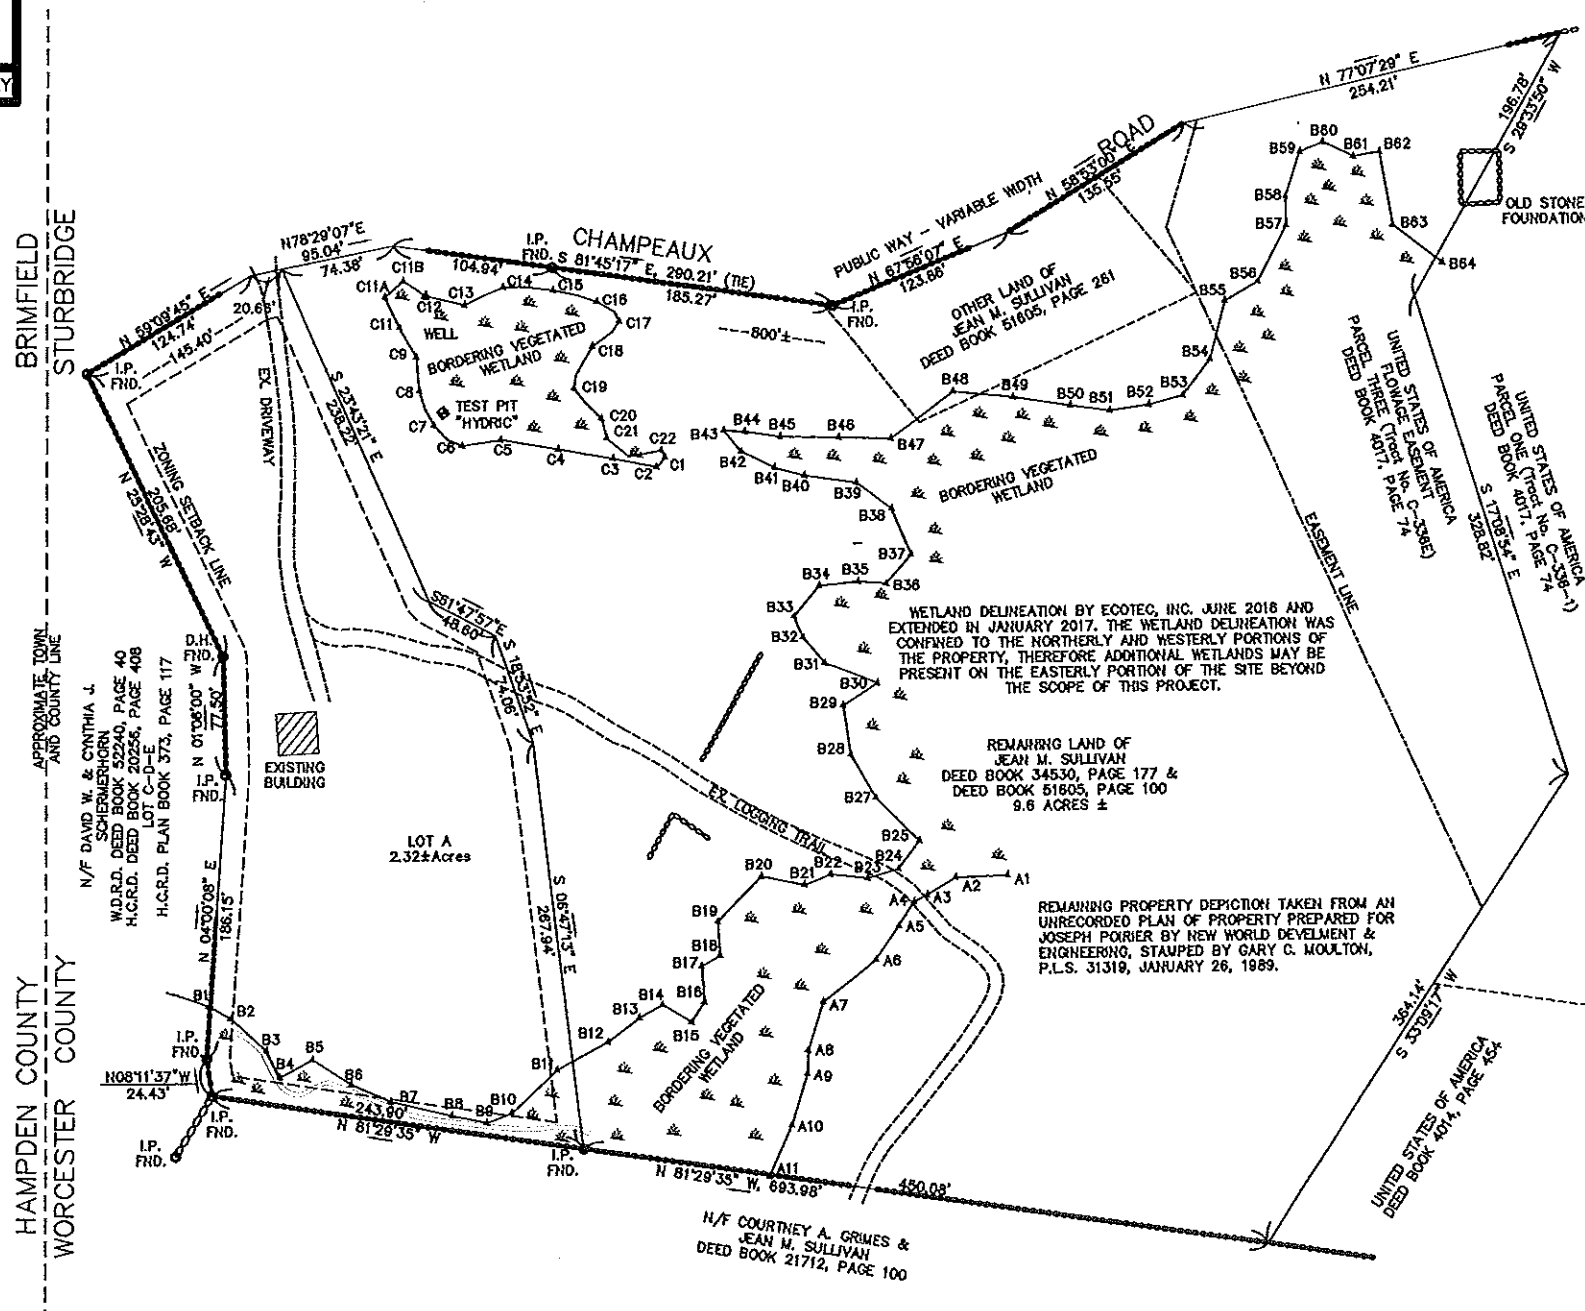 Y
BRIMFIELD
STURBRIDGE
APPROXIMATE TOWN
AND COUNTY LINE
HAMPDEN COUNTY
WORCESTER COUNTY
N 59°09'45" E
124.74'
145.40'
20.66'
N78°29'07"E
95.04'
74.38'
104.94'
I.P.
FND.
CHAMPEAUX
S 81°45'17" E, 290.21' (TIE)
185.27'
I.P.
FND.
PUBLIC WAY - VARIABLE WIDTH
N 67°56'07" E
123.66'
ROAD
N 58°53'00" E
135.55'
N 77°07'29" E
254.21'
196.78'
S 29°33'50" W
OLD STONE
FOUNDATION
I.P.
FND.
N 25°28'43" W
205.68'
ZONING SETBACK LINE
EX. DRIVEWAY
S 23°43'21" E
236.22'
S61°47'57"E
48.60'
S 18°53'52" E
74.06'
S 06°47'13" E
267.94'
D.H.
FND.
N 01°06'00" W
77.50'
I.P.
FND.
N 04°00'08" E
186.15'
I.P.
FND.
N08°11'37"W
24.43'
I.P.
FND.
I.P.
FND.
243.90'
N 81°29'35" W
I.P.
FND.
N 81°29'35" W, 693.98'
450.08'
EXISTING
BUILDING
LOT A
2.32±Acres
N/F DAVID W. & CYNTHIA J.
SCHERMERHORN
W.D.R.D. DEED BOOK 52240, PAGE 40
H.C.R.D. DEED BOOK 20256, PAGE 408
LOT C-D-E
H.C.R.D. PLAN BOOK 373, PAGE 117
C11B
C11A
C12
C13
C14
C15
C16
C17
C18
C19
C20
C21
C22
C1
C2
C3
C4
C5
C6
C7
C8
C9
C11
WELL
BORDERING VEGETATED
WETLAND
TEST PIT
"HYDRIC"
800'±
OTHER LAND OF
JEAN M. SULLIVAN
DEED BOOK 51605, PAGE 261
B43
B44
B45
B46
B47
B48
B49
B50
B51
B52
B53
B54
B55
B56
B57
B58
B59
B60
B61
B62
B63
B64
B42
B41
B40
B39
B38
B37
B36
B35
B34
B33
B32
B31
B30
B29
B28
B27
B25
B24
B23
B22
B21
B20
B19
B18
B17
B16
B15
B14
B13
B12
B11
B10
B9
B8
B7
B6
B5
B4
B3
B2
B1
A1
A2
A3
A4
A5
A6
A7
A8
A9
A10
A11
BORDERING VEGETATED
WETLAND
EASEMENT LINE
UNITED STATES OF AMERICA
FLOWAGE EASEMENT
PARCEL THREE (Tract No. C-338E)
DEED BOOK 4017, PAGE 74
UNITED STATES OF AMERICA
PARCEL ONE (Tract No. C-338-1)
DEED BOOK 4017, PAGE 74
S 17°08'54" E
328.82'
WETLAND DELINEATION BY ECOTEC, INC. JUNE 2016 AND
EXTENDED IN JANUARY 2017. THE WETLAND DELINEATION WAS
CONFINED TO THE NORTHERLY AND WESTERLY PORTIONS OF
THE PROPERTY, THEREFORE ADDITIONAL WETLANDS MAY BE
PRESENT ON THE EASTERLY PORTION OF THE SITE BEYOND
THE SCOPE OF THIS PROJECT.
REMAINING LAND OF
JEAN M. SULLIVAN
DEED BOOK 34530, PAGE 177 &
DEED BOOK 51605, PAGE 100
9.6 ACRES ±
EX. LOGGING TRAIL
REMAINING PROPERTY DEPICTION TAKEN FROM AN
UNRECORDED PLAN OF PROPERTY PREPARED FOR
JOSEPH POIRIER BY NEW WORLD DEVELMENT &
ENGINEERING, STAMPED BY GARY C. MOULTON,
P.L.S. 31319, JANUARY 26, 1989.
BORDERING VEGETATED
WETLAND
364.14'
S 33°09'17" W
UNITED STATES OF AMERICA
DEED BOOK 4014, PAGE 454
N/F COURTNEY A. GRIMES &
JEAN M. SULLIVAN
DEED BOOK 21712, PAGE 100